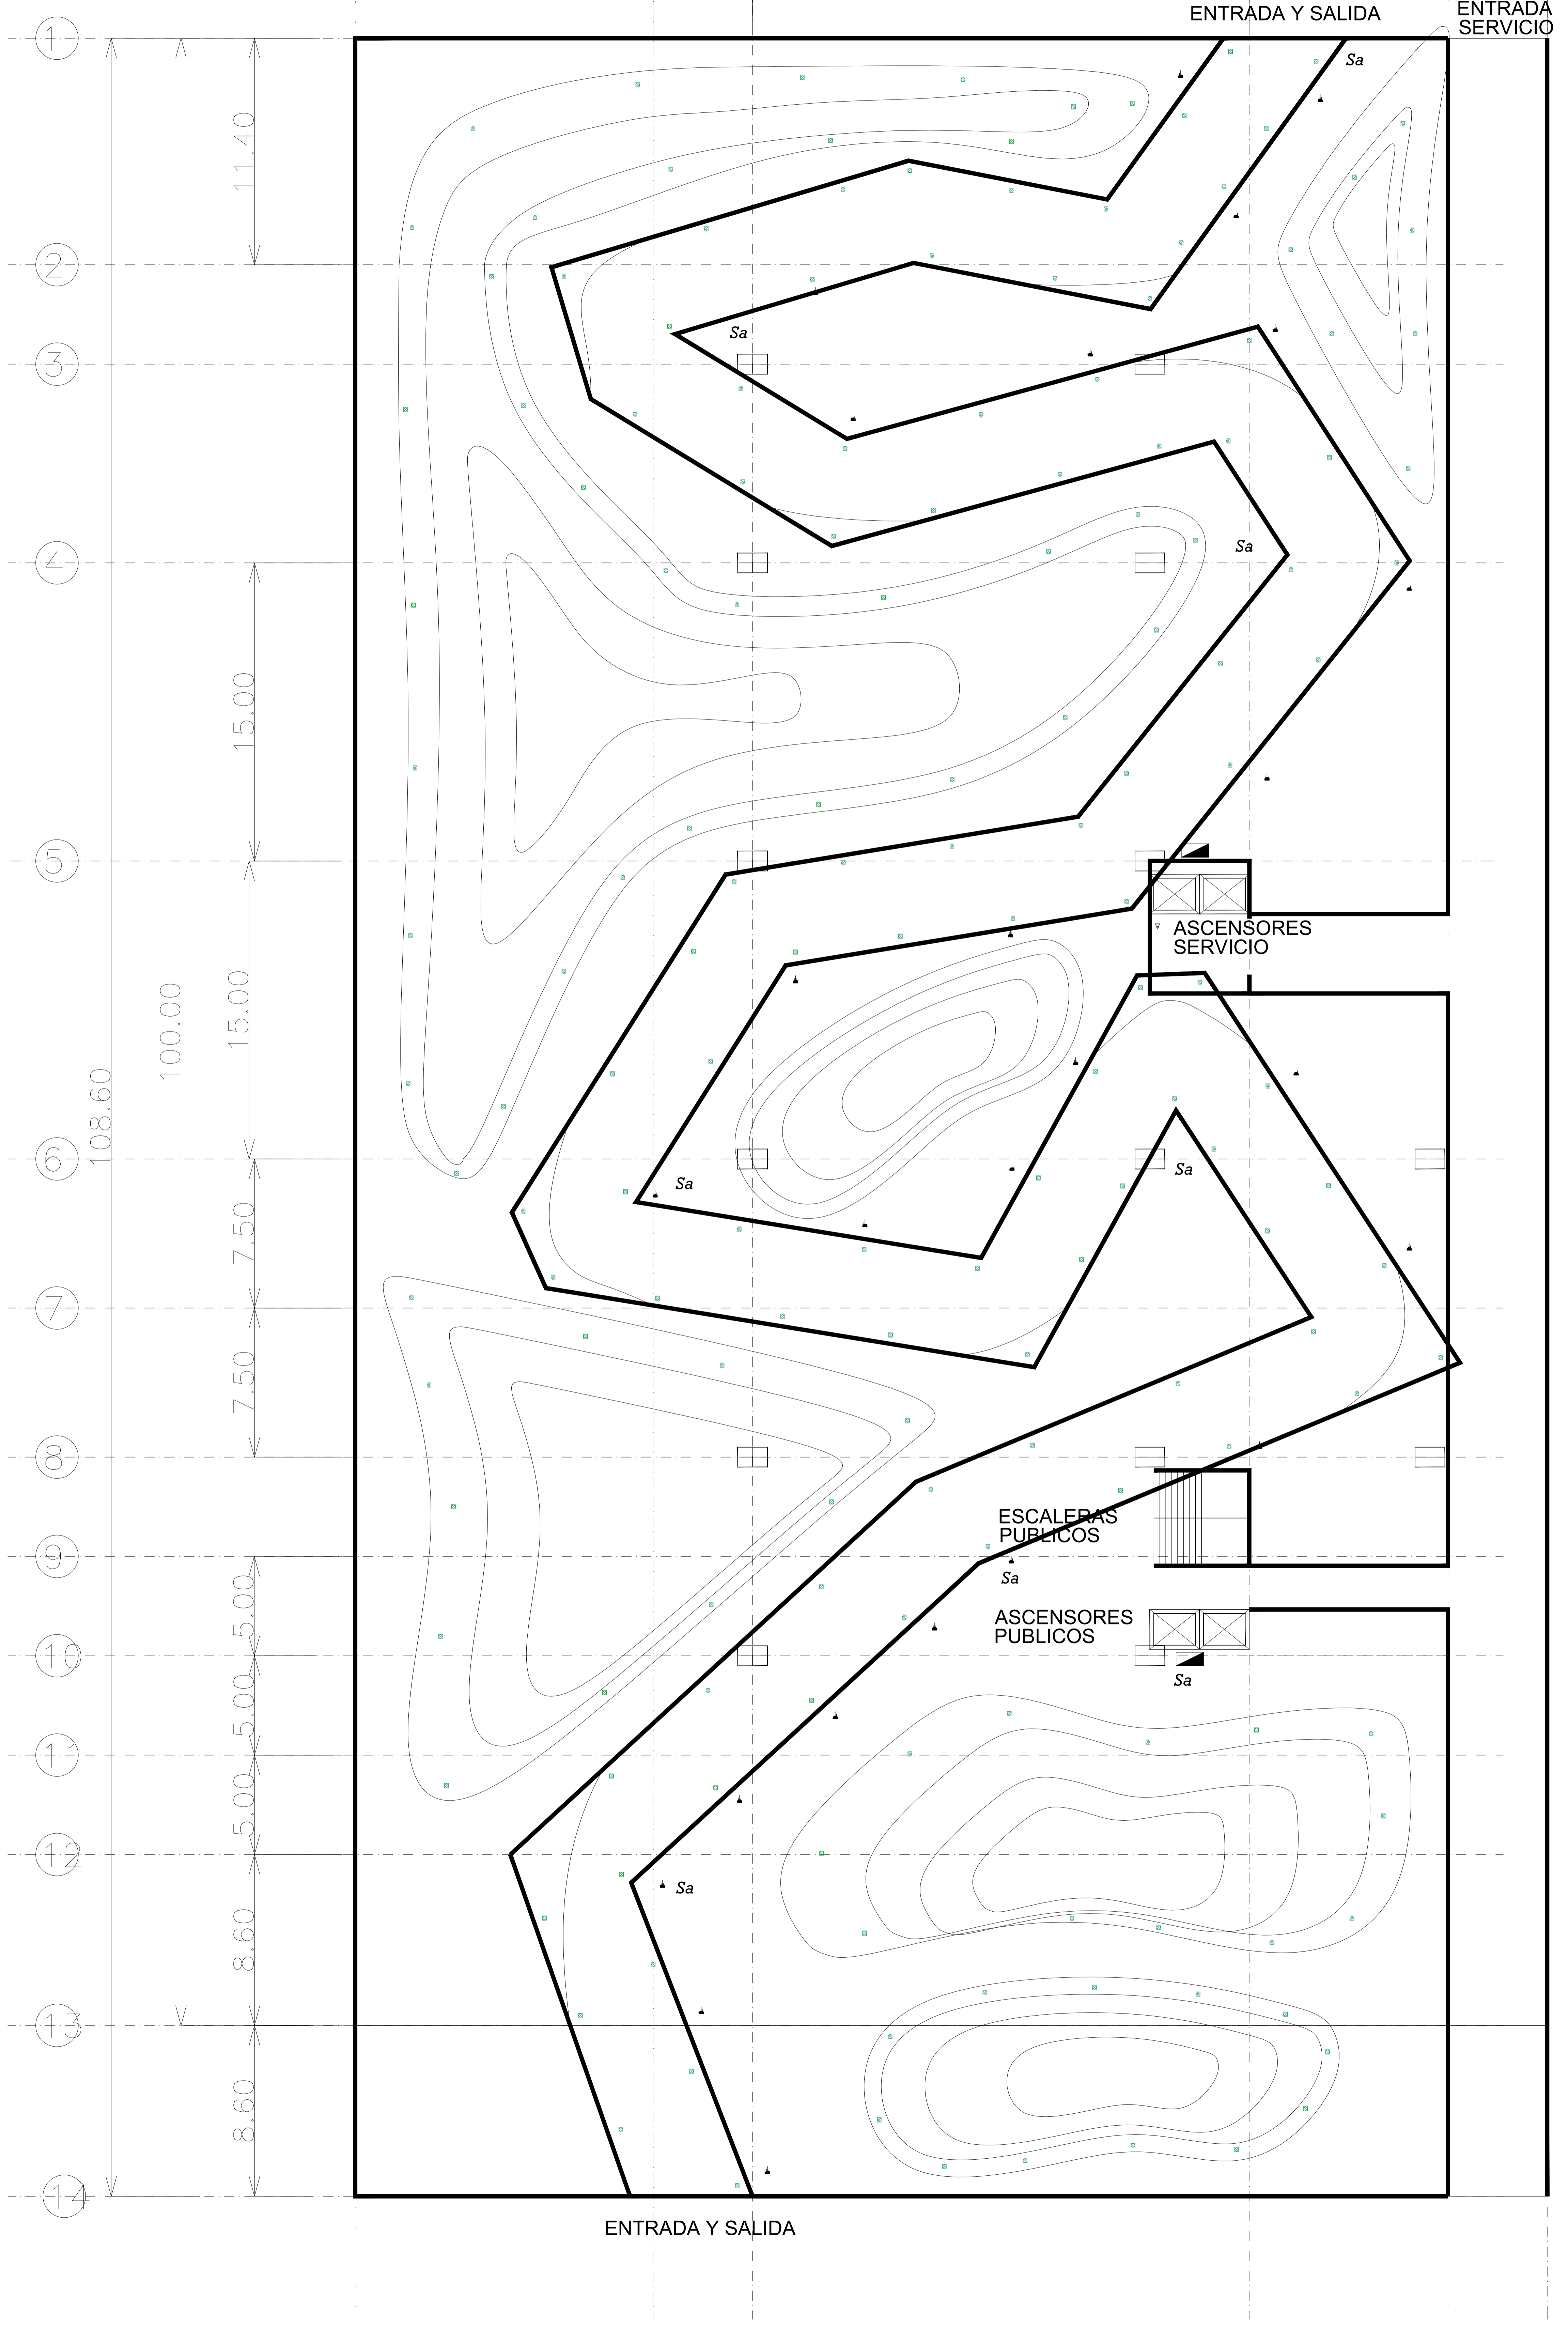 ENTRADA Y SALIDA
ENTRADA
SERVICIO
1
Sa
11.40
2
Sa
3
Sa
4
15.00
5
ASCENSORES
SERVICIO
15.00
100.00
108.60
6
Sa
Sa
7.50
7
7.50
8
ESCALERAS
PUBLICOS
9
Sa
5.00
ASCENSORES
PUBLICOS
10
Sa
5.00
11
5.00
12
Sa
8.60
13
8.60
14
ENTRADA Y SALIDA